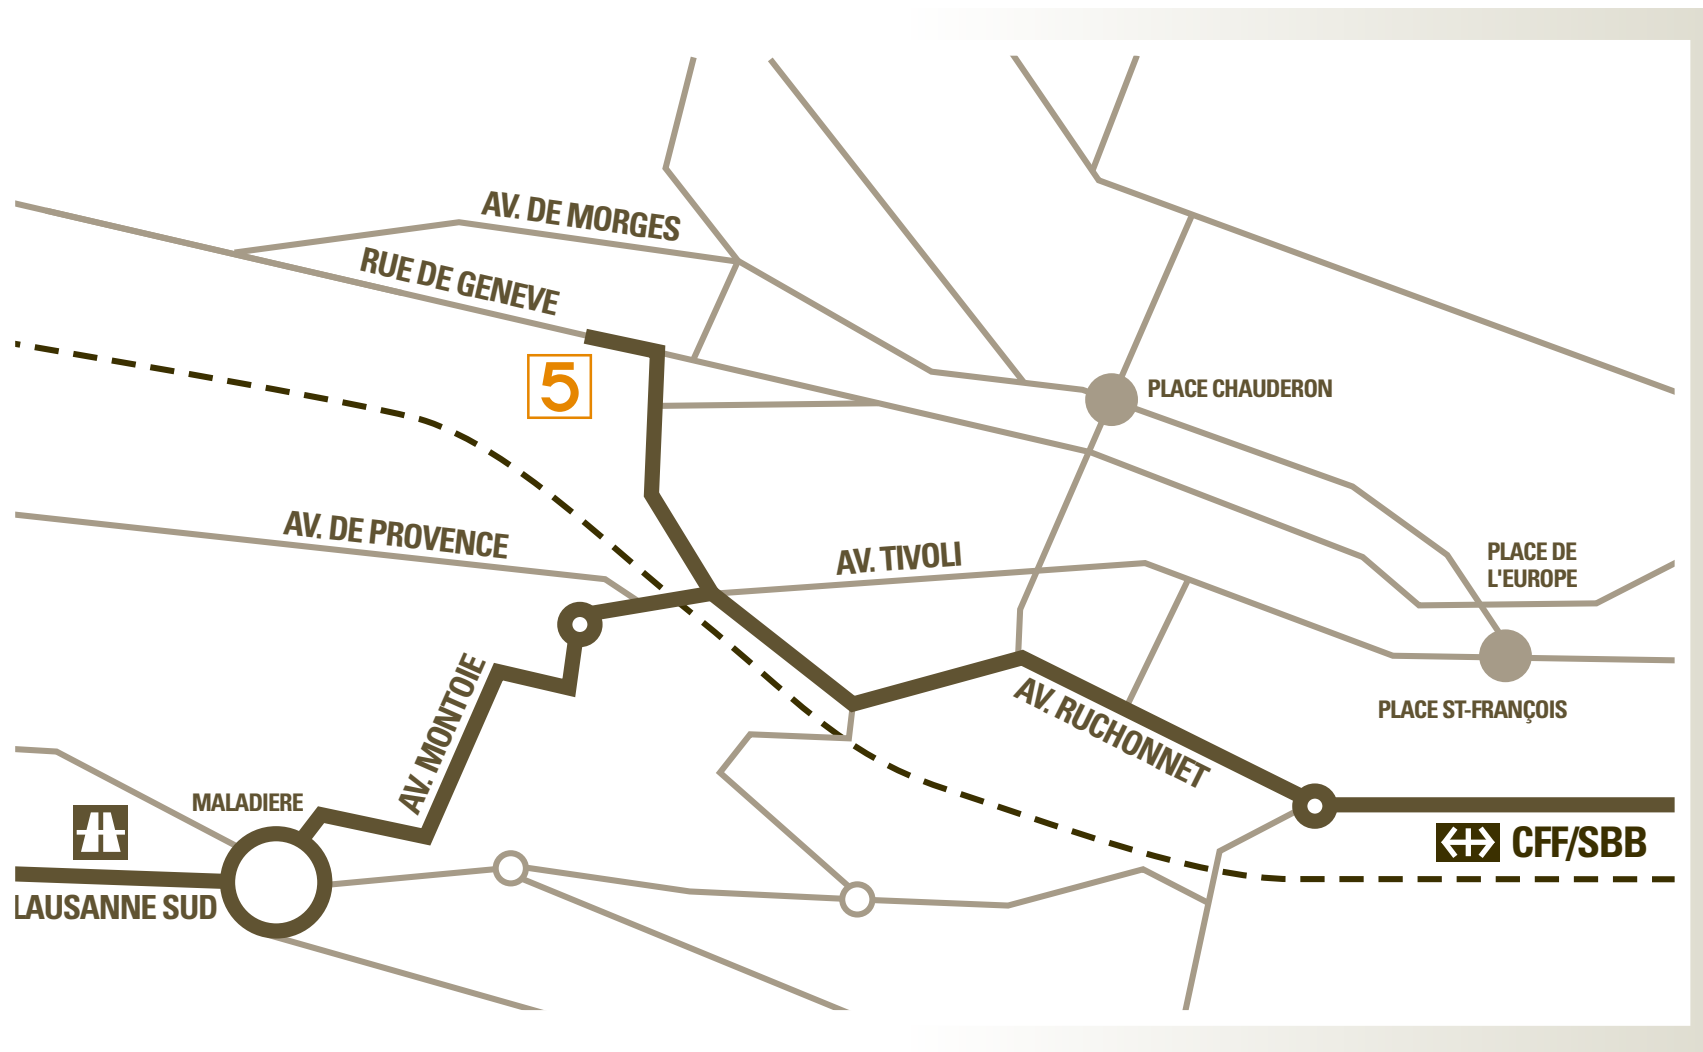 AV. DE MORGES
RUE DE GENEVE
5
PLACE CHAUDERON
AV. DE PROVENCE
AV. TIVOLI
PLACE DE
L'EUROPE
AV. MONTOIE
AV. RUCHONNET
PLACE ST-FRANÇOIS
MALADIERE
CFF/SBB
LAUSANNE SUD